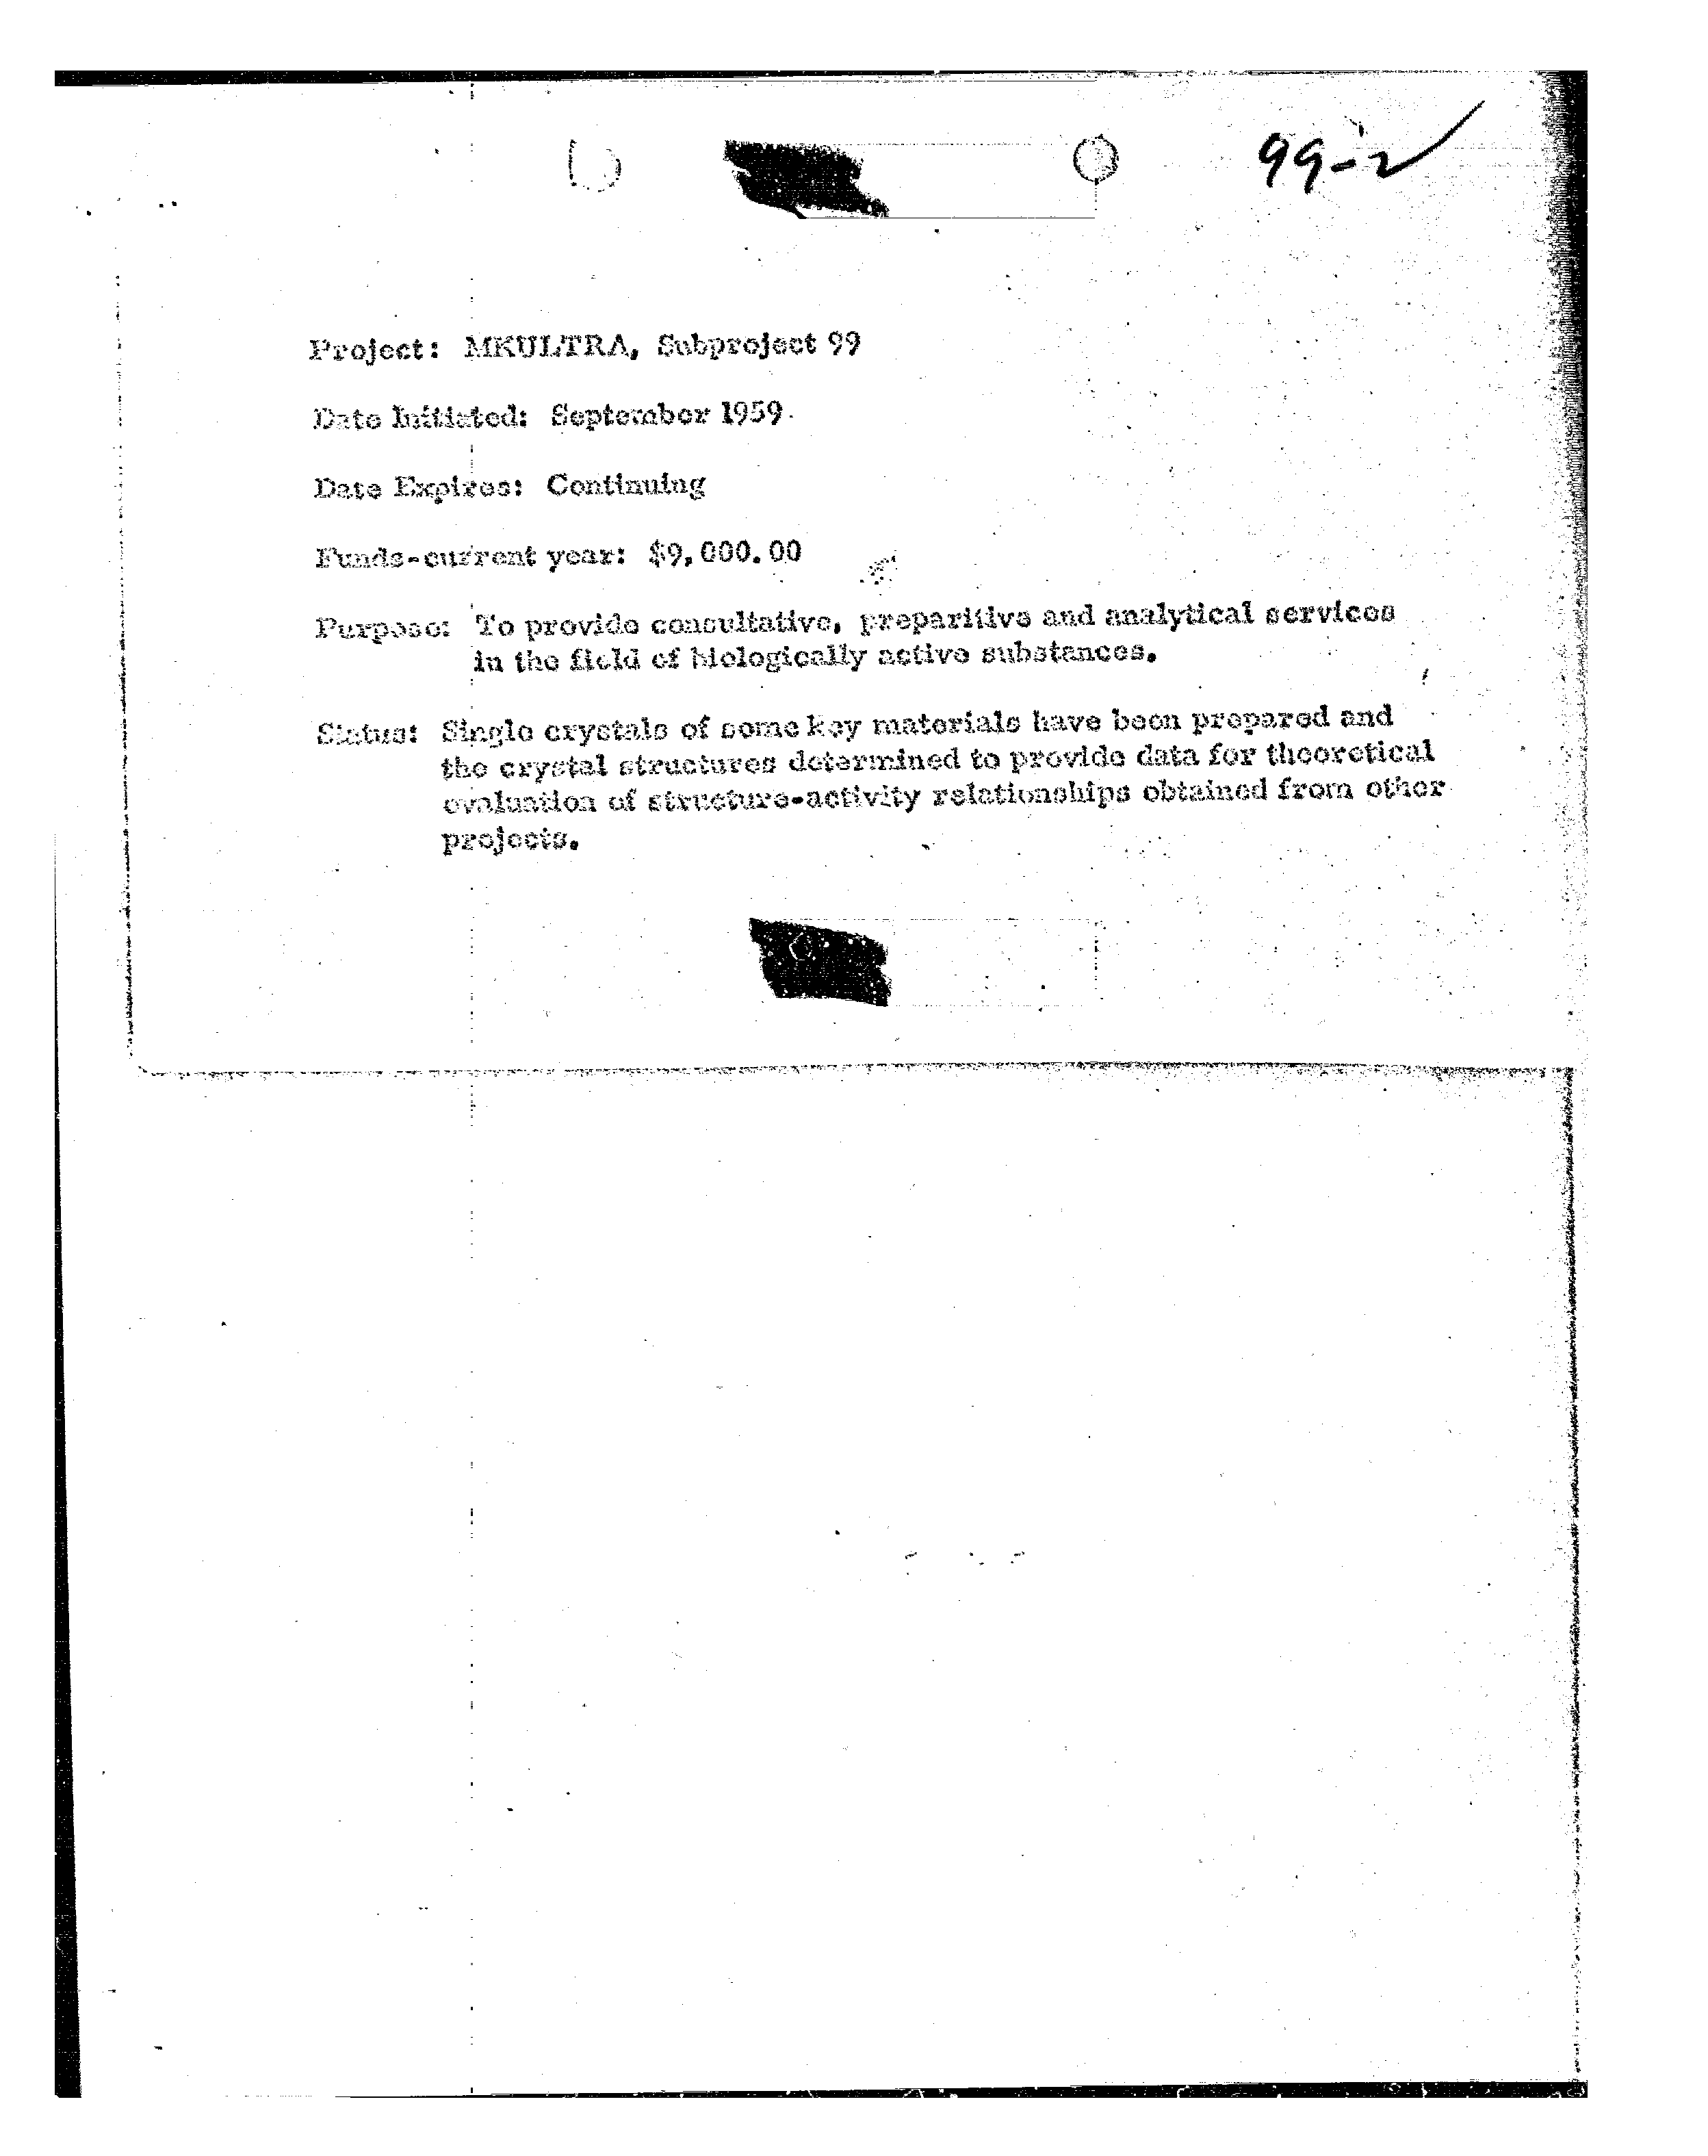 99-2
Project: MKULTRA, Subproject 99
Date Initiated: September 1959
Date Expires: Continuing
Funds-current year: $9,000.00
Purpose: To provide consultative, preparitive and analytical services
in the field of biologically active substances.
Status: Single crystals of some key materials have been prepared and
the crystal structures determined to provide data for theoretical
evaluation of structure-activity relationships obtained from other
projects.